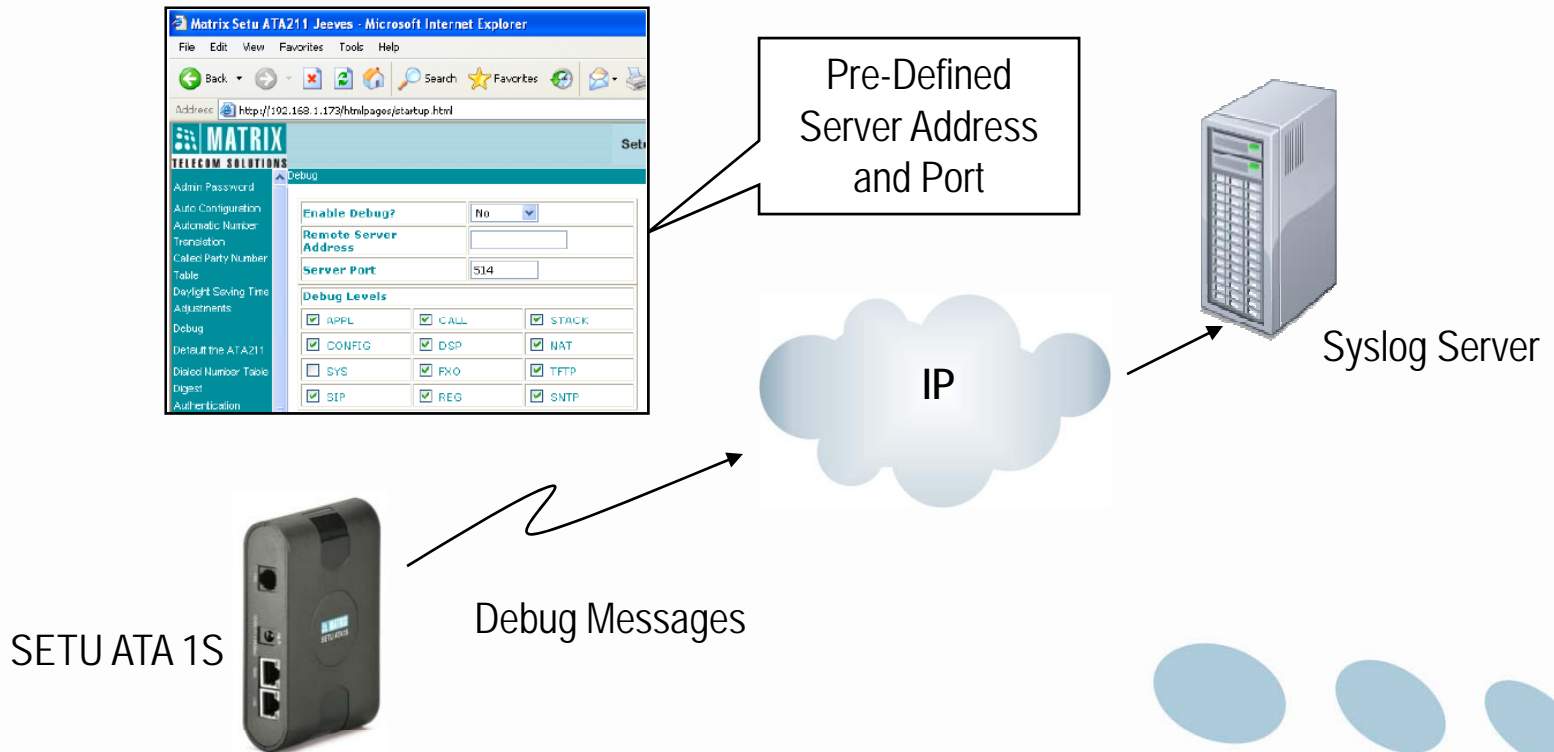 Matrix Setu ATA211 Jeeves - Microsoft Internet Explorer
File Edit View Favorites Tools Help
Back Search Favorites
Address http://192.168.1.173/htmlpages/startup.html
MATRIX
TELECOM SOLUTIONS
Setu
Debug
Admin Password
Auto Configuration
Automatic Number
Translation
Called Party Number
Table
Daylight Saving Time
Adjustments
Debug
Default the ATA211
Dialed Number Table
Digest
Authentication
Enable Debug? No
Remote Server
Address
Server Port 514
Debug Levels
APPL CALL STACK
CONFIG DSP NAT
SYS FXO TFTP
SIP REG SNTP
Pre-Defined
Server Address
and Port
Syslog Server
IP
Debug Messages
SETU ATA 1S
MATRIX
SETU ATA1S